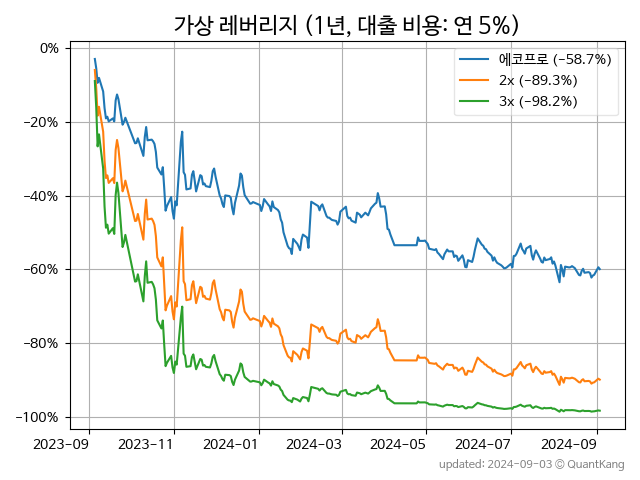 가상 레버리지 (1년, 대출 비용: 연 5%)
0%
−20%
−40%
−60%
−80%
−100%
에코프로 (-58.7%)
2x (-89.3%)
3x (-98.2%)
2023-09 2023-11 2024-01 2024-03 2024-05 2024-07 2024-09
updated: 2024-09-03 © QuantKang